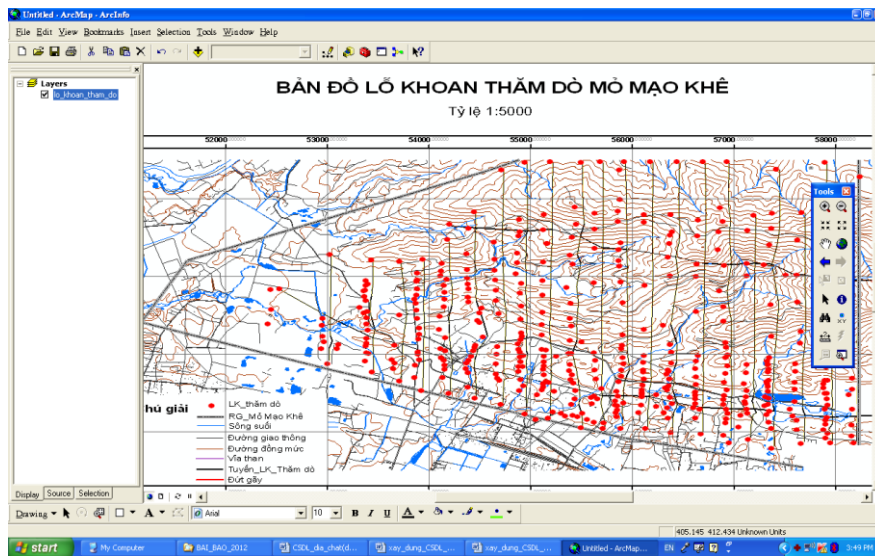 Untitled - ArcMap - ArcInfo
File Edit View Bookmarks Insert Selection Tools Window Help
Layers
lo_khoan_tham_do
BẢN ĐỒ LỖ KHOAN THĂM DÒ MỎ MẠO KHÊ
Tỷ lệ 1:5000
52000 53000 54000 55000 56000 57000 58000
Tools
hú giải
LK_thăm dò
RG_Mỏ Mạo Khê
Sông suối
Đường giao thông
Đường đồng mức
Vỉa than
Tuyến_LK_Thăm dò
Đứt gãy
Display Source Selection
Drawing Arial 10 B I U A
405.145 412.434 Unknown Units
start My Computer BAI_BAO_2012 CSDL_dia_chat(d... xay_dung_CSDL_... xay_dung_CSDL_... Untitled - ArcMap... EN 3:49 PM